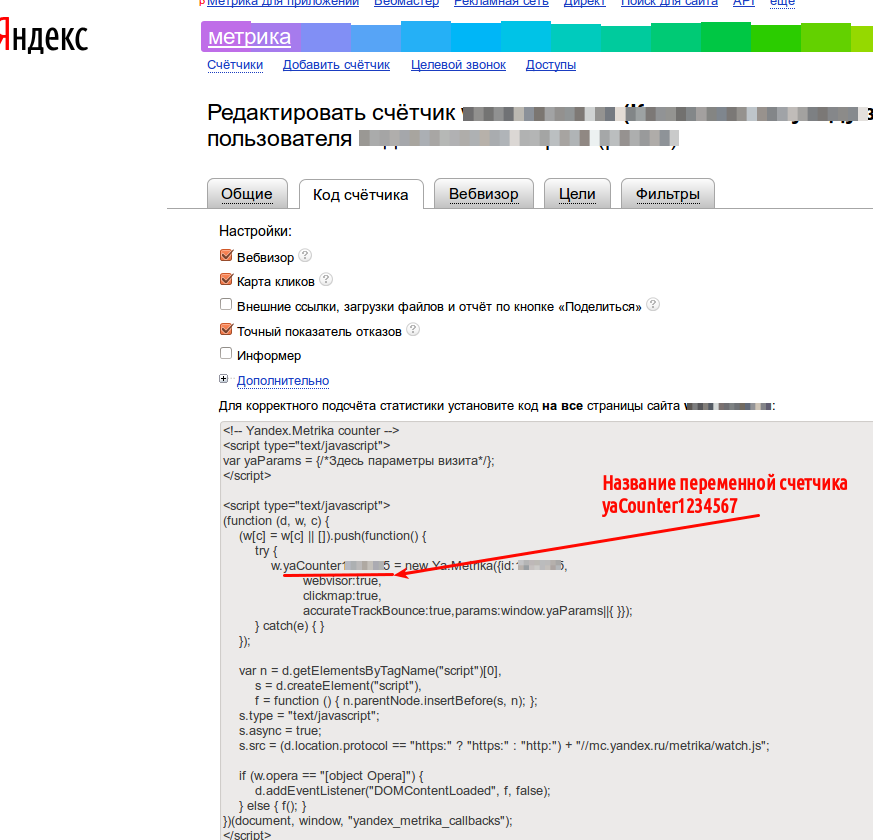 Метрика для приложений Вебмастер Рекламная сеть Директ Поиск для сайта API ещё
Яндекс
метрика
Счётчики Добавить счётчик Целевой звонок Доступы
Редактировать счётчик
пользователя
Общие Код счётчика Вебвизор Цели Фильтры
Настройки:
Вебвизор ?
Карта кликов ?
Внешние ссылки, загрузки файлов и отчёт по кнопке «Поделиться» ?
Точный показатель отказов ?
Информер
Дополнительно
Для корректного подсчёта статистики установите код на все страницы сайта :
<!-- Yandex.Metrika counter -->
<script type="text/javascript">
var yaParams = {/*Здесь параметры визита*/};
</script>
Название переменной счетчика
yaCounter1234567
<script type="text/javascript">
(function (d, w, c) {
(w[c] = w[c] || []).push(function() {
try {
w.yaCounter = new Ya.Metrika({id:
webvisor:true,
clickmap:true,
accurateTrackBounce:true,params:window.yaParams||{ }});
} catch(e) { }
});
var n = d.getElementsByTagName("script")[0],
s = d.createElement("script"),
f = function () { n.parentNode.insertBefore(s, n); };
s.type = "text/javascript";
s.async = true;
s.src = (d.location.protocol == "https:" ? "https:" : "http:") + "//mc.yandex.ru/metrika/watch.js";
if (w.opera == "[object Opera]") {
d.addEventListener("DOMContentLoaded", f, false);
} else { f(); }
})(document, window, "yandex_metrika_callbacks");
</script>